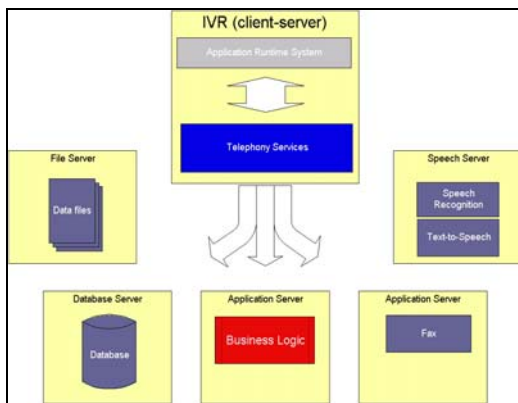 IVR (client-server)
Application Runtime System
Telephony Services
File Server
Data files
Speech Server
Speech
Recognition
Text-to-Speech
Database Server
Database
Application Server
Business Logic
Application Server
Fax